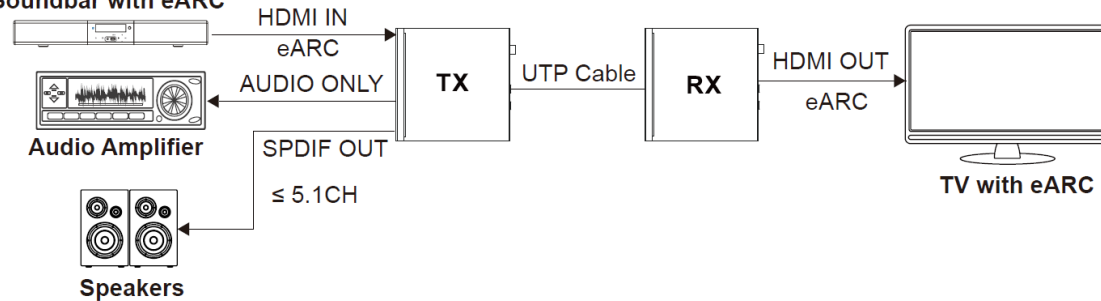 Soundbar with eARC
HDMI IN
eARC
AUDIO ONLY
TX
UTP Cable
RX
HDMI OUT
eARC
Audio Amplifier
SPDIF OUT
≤ 5.1CH
TV with eARC
Speakers